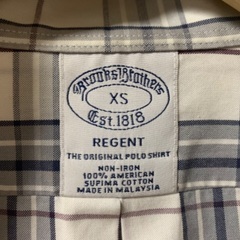 Brooks Brothers
XS
Est. 1818
REGENT
THE ORIGINAL POLO SHIRT
NON-IRON
100% AMERICAN
SUPIMA COTTON
MADE IN MALAYSIA